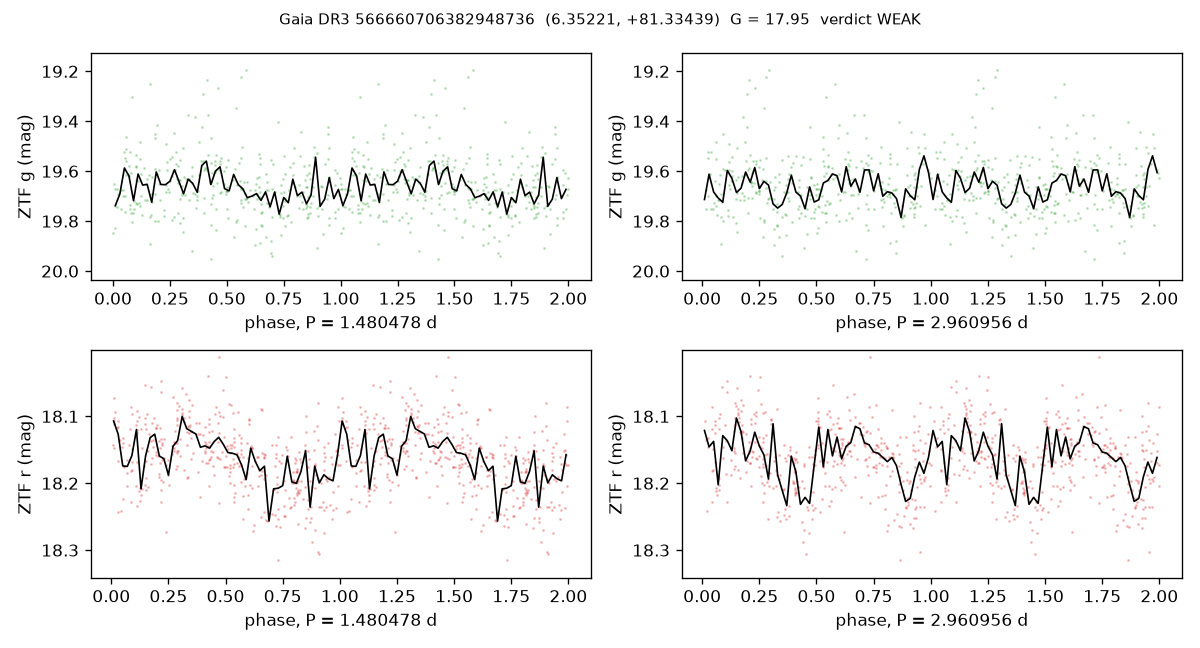 Gaia DR3 566660706382948736 (6.35221, +81.33439) G = 17.95 verdict WEAK
ZTF g (mag)
19.2
19.4
19.6
19.8
20.0
0.00 0.25 0.50 0.75 1.00 1.25 1.50 1.75 2.00
phase, P = 1.480478 d
ZTF g (mag)
19.2
19.4
19.6
19.8
20.0
0.00 0.25 0.50 0.75 1.00 1.25 1.50 1.75 2.00
phase, P = 2.960956 d
ZTF r (mag)
18.1
18.2
18.3
0.00 0.25 0.50 0.75 1.00 1.25 1.50 1.75 2.00
phase, P = 1.480478 d
ZTF r (mag)
18.1
18.2
18.3
0.00 0.25 0.50 0.75 1.00 1.25 1.50 1.75 2.00
phase, P = 2.960956 d